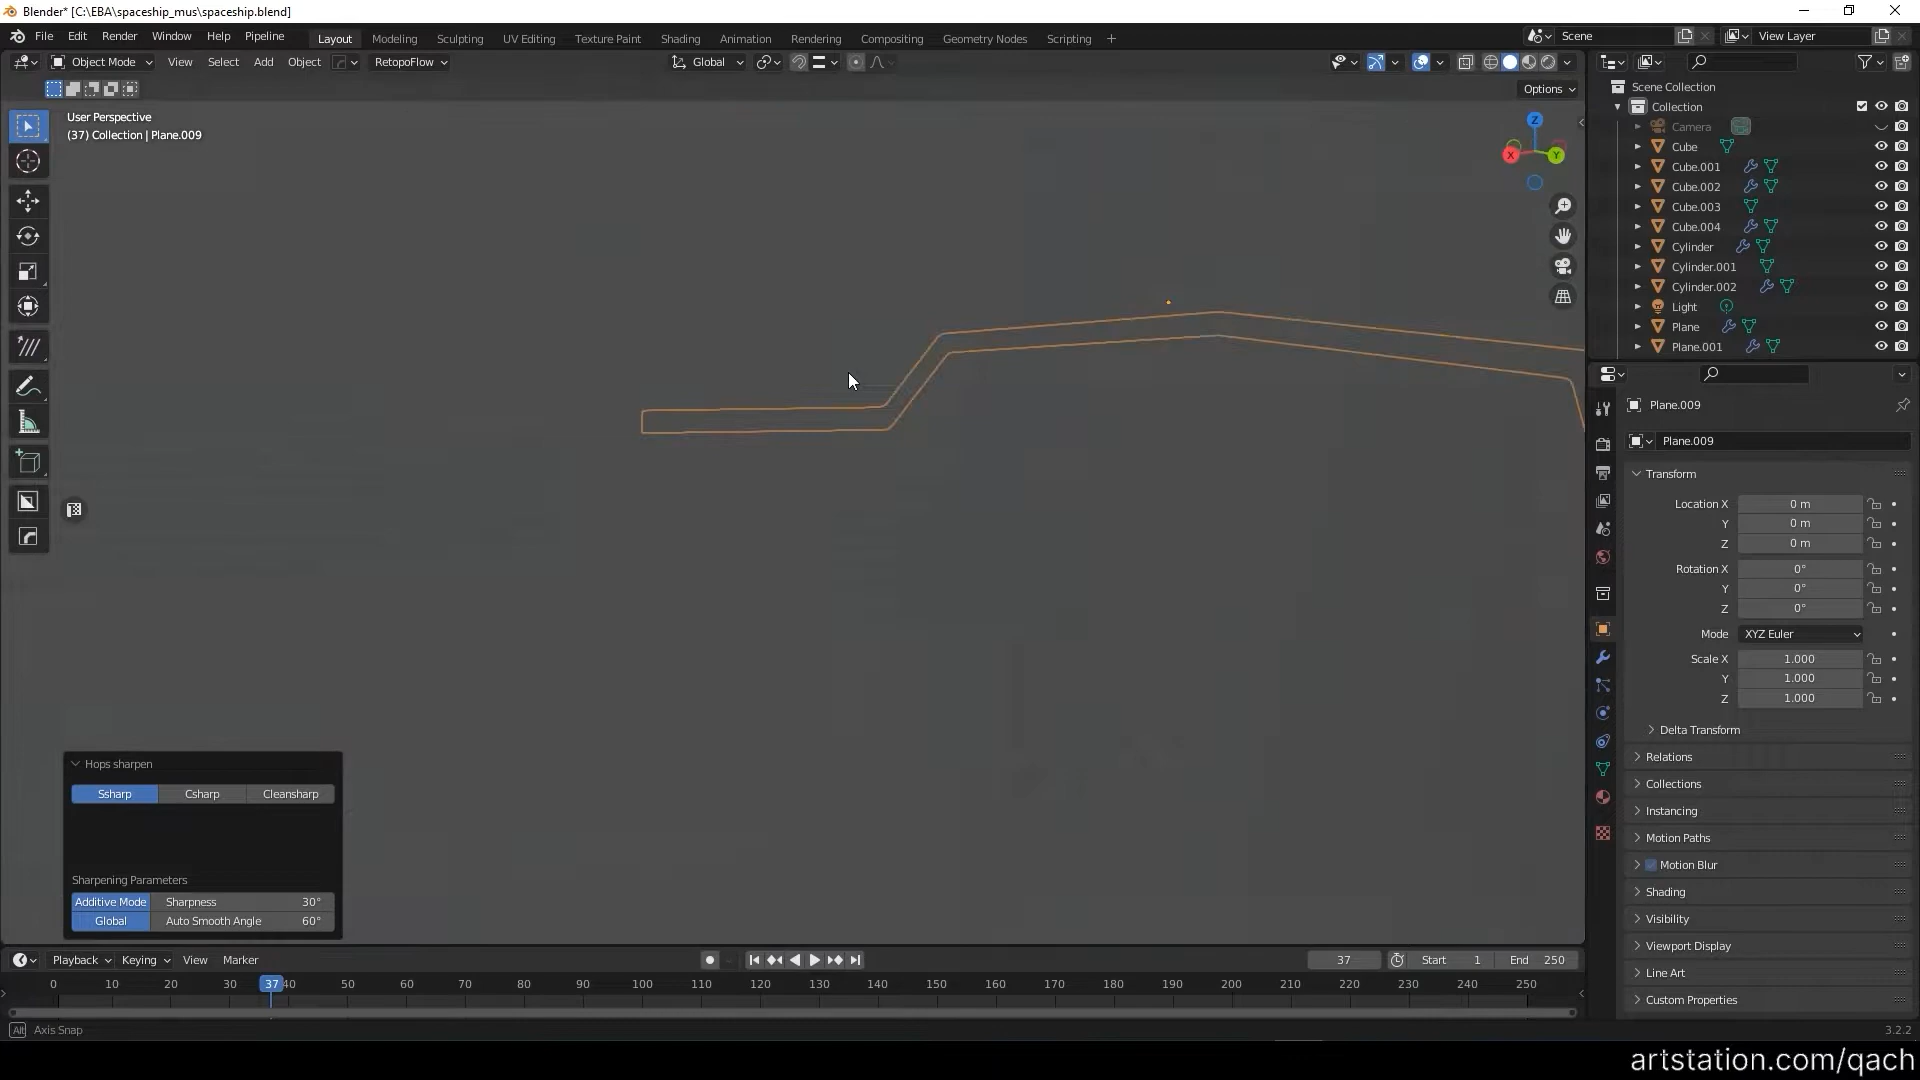 Blender* [C:\EBA\spaceship_mus\spaceship.blend]
File Edit Render Window Help Pipeline
Layout Modeling Sculpting UV Editing Texture Paint Shading Animation Rendering Compositing Geometry Nodes Scripting +
Scene
View Layer
Object Mode View Select Add Object RetopoFlow
Global
Options
User Perspective
(37) Collection | Plane.009
Z
X
Y
Scene Collection
Collection
Camera
Cube
Cube.001
Cube.002
Cube.003
Cube.004
Cylinder
Cylinder.001
Cylinder.002
Light
Plane
Plane.001
Plane.009
Plane.009
Transform
Location X 0 m
Y 0 m
Z 0 m
Rotation X 0°
Y 0°
Z 0°
Mode XYZ Euler
Scale X 1.000
Y 1.000
Z 1.000
Delta Transform
Relations
Collections
Instancing
Motion Paths
Motion Blur
Shading
Visibility
Viewport Display
Line Art
Custom Properties
Hops sharpen
Ssharp Csharp Cleansharp
Sharpening Parameters
Additive Mode Sharpness 30°
Global Auto Smooth Angle 60°
Playback Keying View Marker
37 Start 1 End 250
0 10 20 30 37 40 50 60 70 80 90 100 110 120 130 140 150 160 170 180 190 200 210 220 230 240 250
Alt Axis Snap
3.2.2
artstation.com/qach